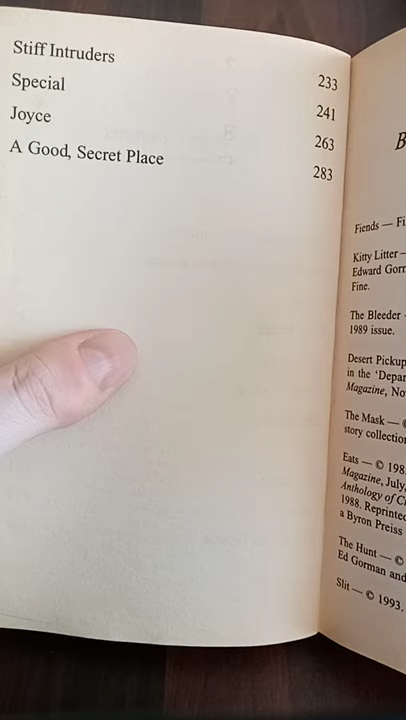 Stiff Intruders 233
Special 241
Joyce 263
A Good, Secret Place 283
B
Fiends — Fi
Kitty Litter –
Edward Gorr
Fine.
The Bleeder
1989 issue.
Desert Pickup
in the 'Depar
Magazine, No
The Mask — ©
story collection
Eats — © 198
Magazine, July,
Anthology of C
1988. Reprinted
a Byron Preiss
The Hunt — ©
Ed Gorman and
Slit — © 1993.